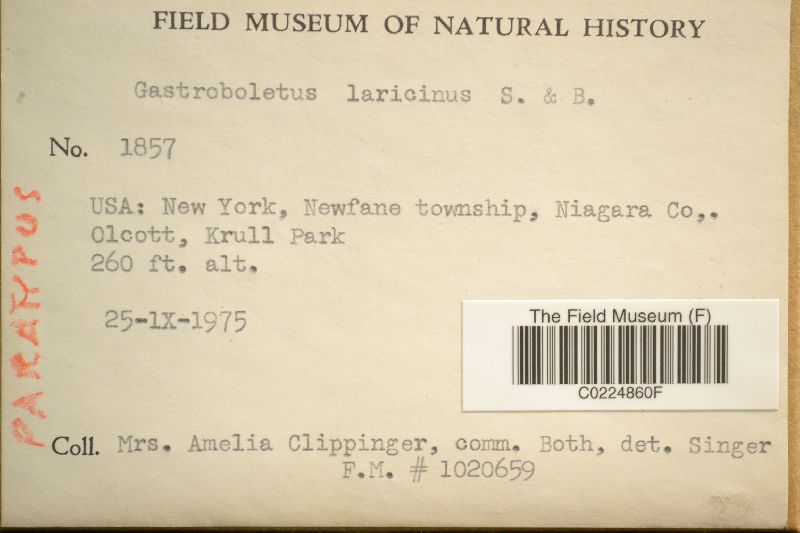 FIELD MUSEUM OF NATURAL HISTORY
Gastroboletus laricinus S. & B.
No. 1857
USA: New York, Newfane township, Niagara Co,.
Olcott, Krull Park
260 ft. alt.
25-IX-1975
PARATYPUS
The Field Museum (F)
C0224860F
Coll. Mrs. Amelia Clippinger, comm. Both, det. Singer
F.M. # 1020659